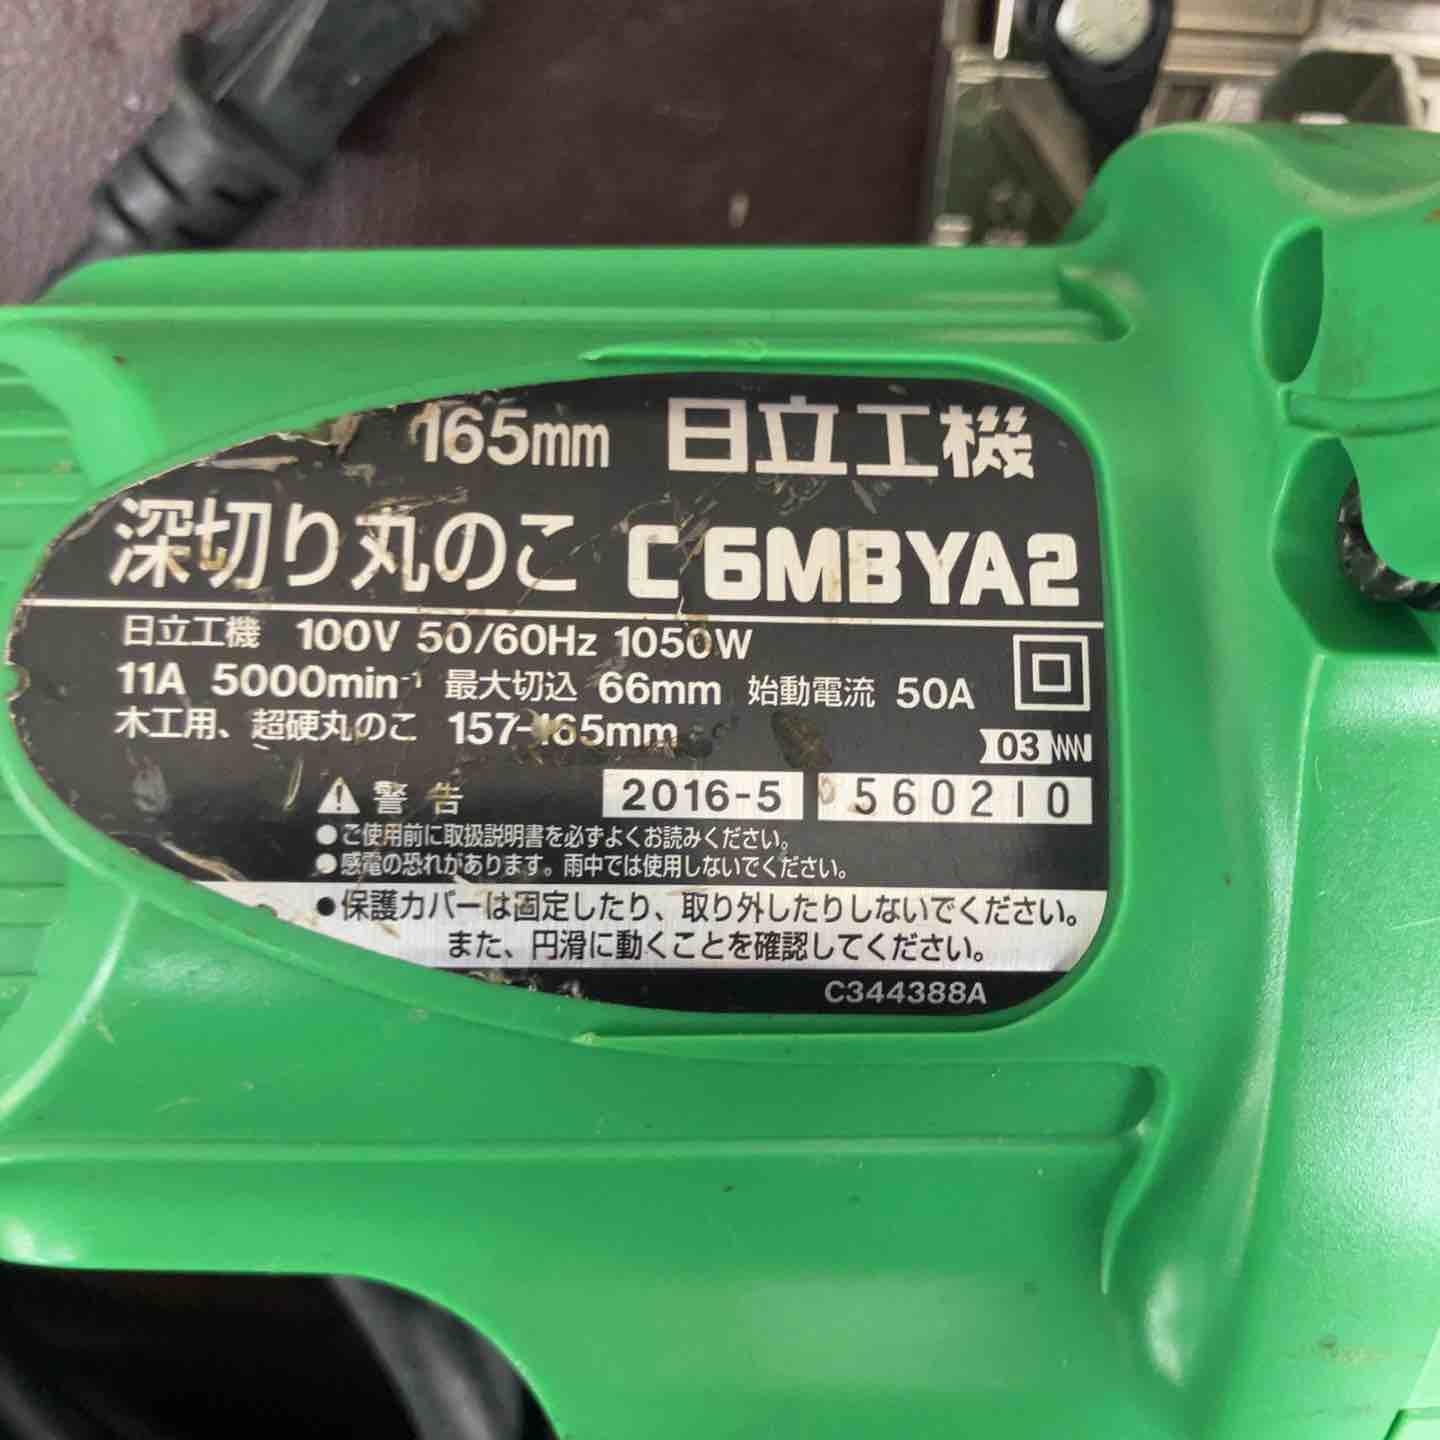 165mm 日立工機
深切り丸のこ C6MBYA2
日立工機 100V 50/60Hz 1050W
11A 5000min⁻¹ 最大切込 66mm 始動電流 50A
木工用、超硬丸のこ 157-165mm
03
警告 2016-5 560210
●ご使用前に取扱説明書を必ずよくお読みください。
●感電の恐れがあります。雨中では使用しないでください。
●保護カバーは固定したり、取り外したりしないでください。
また、円滑に動くことを確認してください。
C344388A